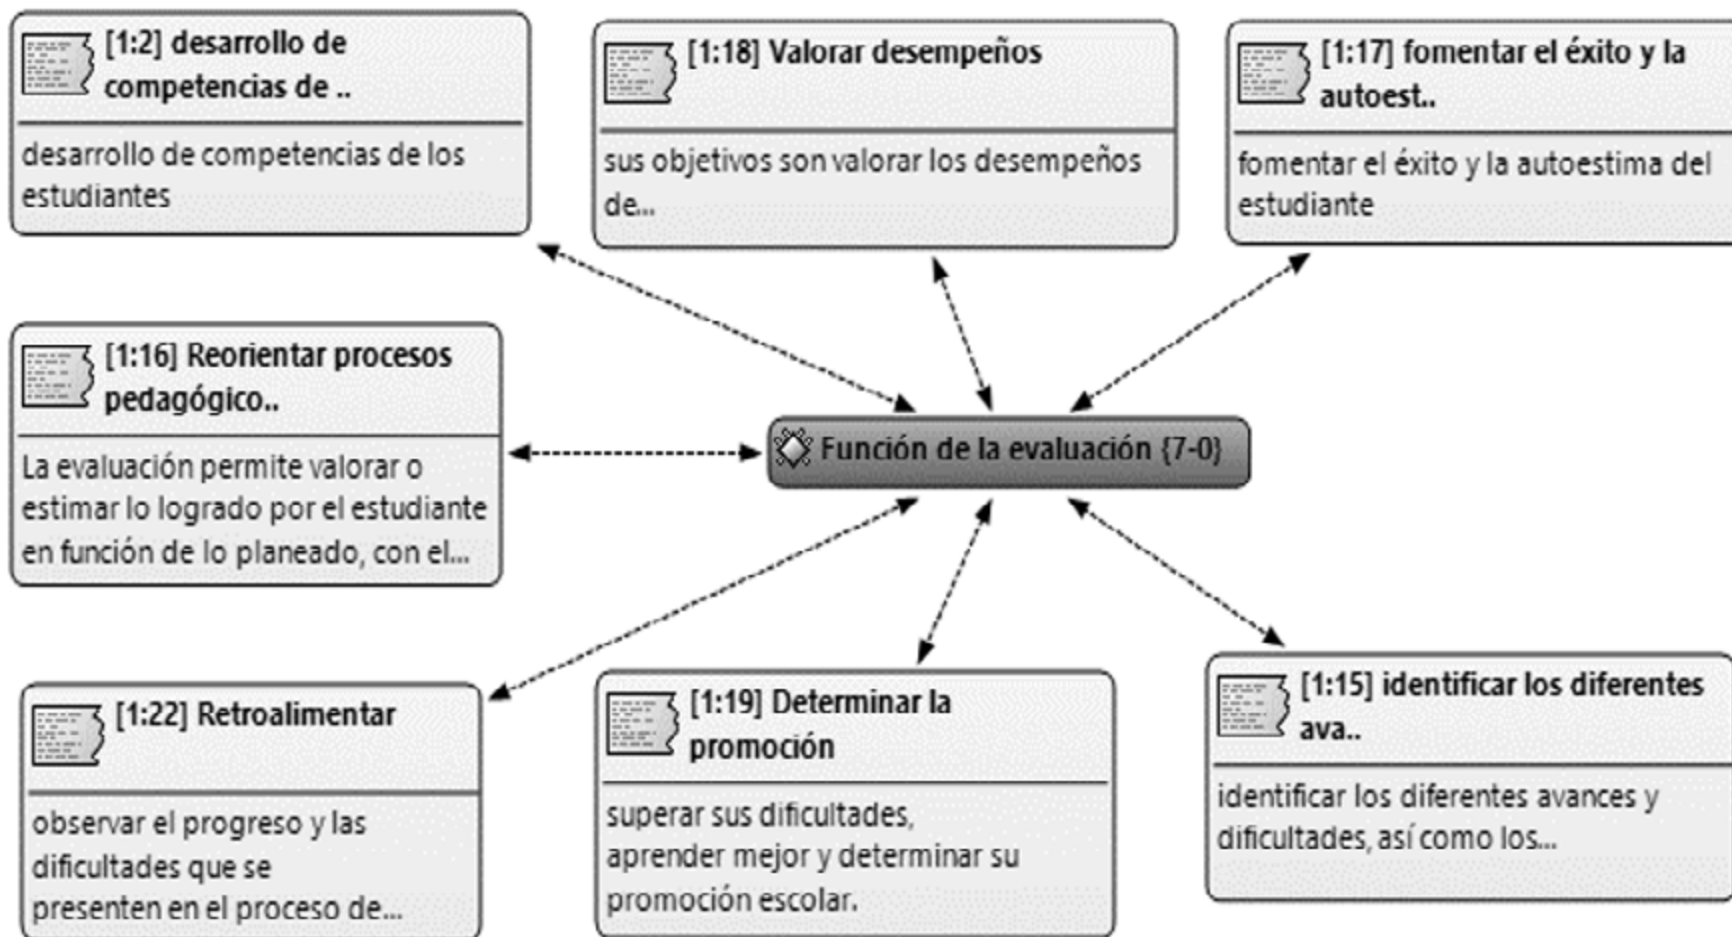 [1:2] desarrollo de
competencias de ..
desarrollo de competencias de los
estudiantes
[1:18] Valorar desempeños
sus objetivos son valorar los desempeños
de...
[1:17] fomentar el éxito y la
autoest..
fomentar el éxito y la autoestima del
estudiante
[1:16] Reorientar procesos
pedagógico..
La evaluación permite valorar o
estimar lo logrado por el estudiante
en función de lo planeado, con el...
Función de la evaluación {7-0}
[1:22] Retroalimentar
observar el progreso y las
dificultades que se
presenten en el proceso de...
[1:19] Determinar la
promoción
superar sus dificultades,
aprender mejor y determinar su
promoción escolar.
[1:15] identificar los diferentes
ava..
identificar los diferentes avances y
dificultades, así como los...